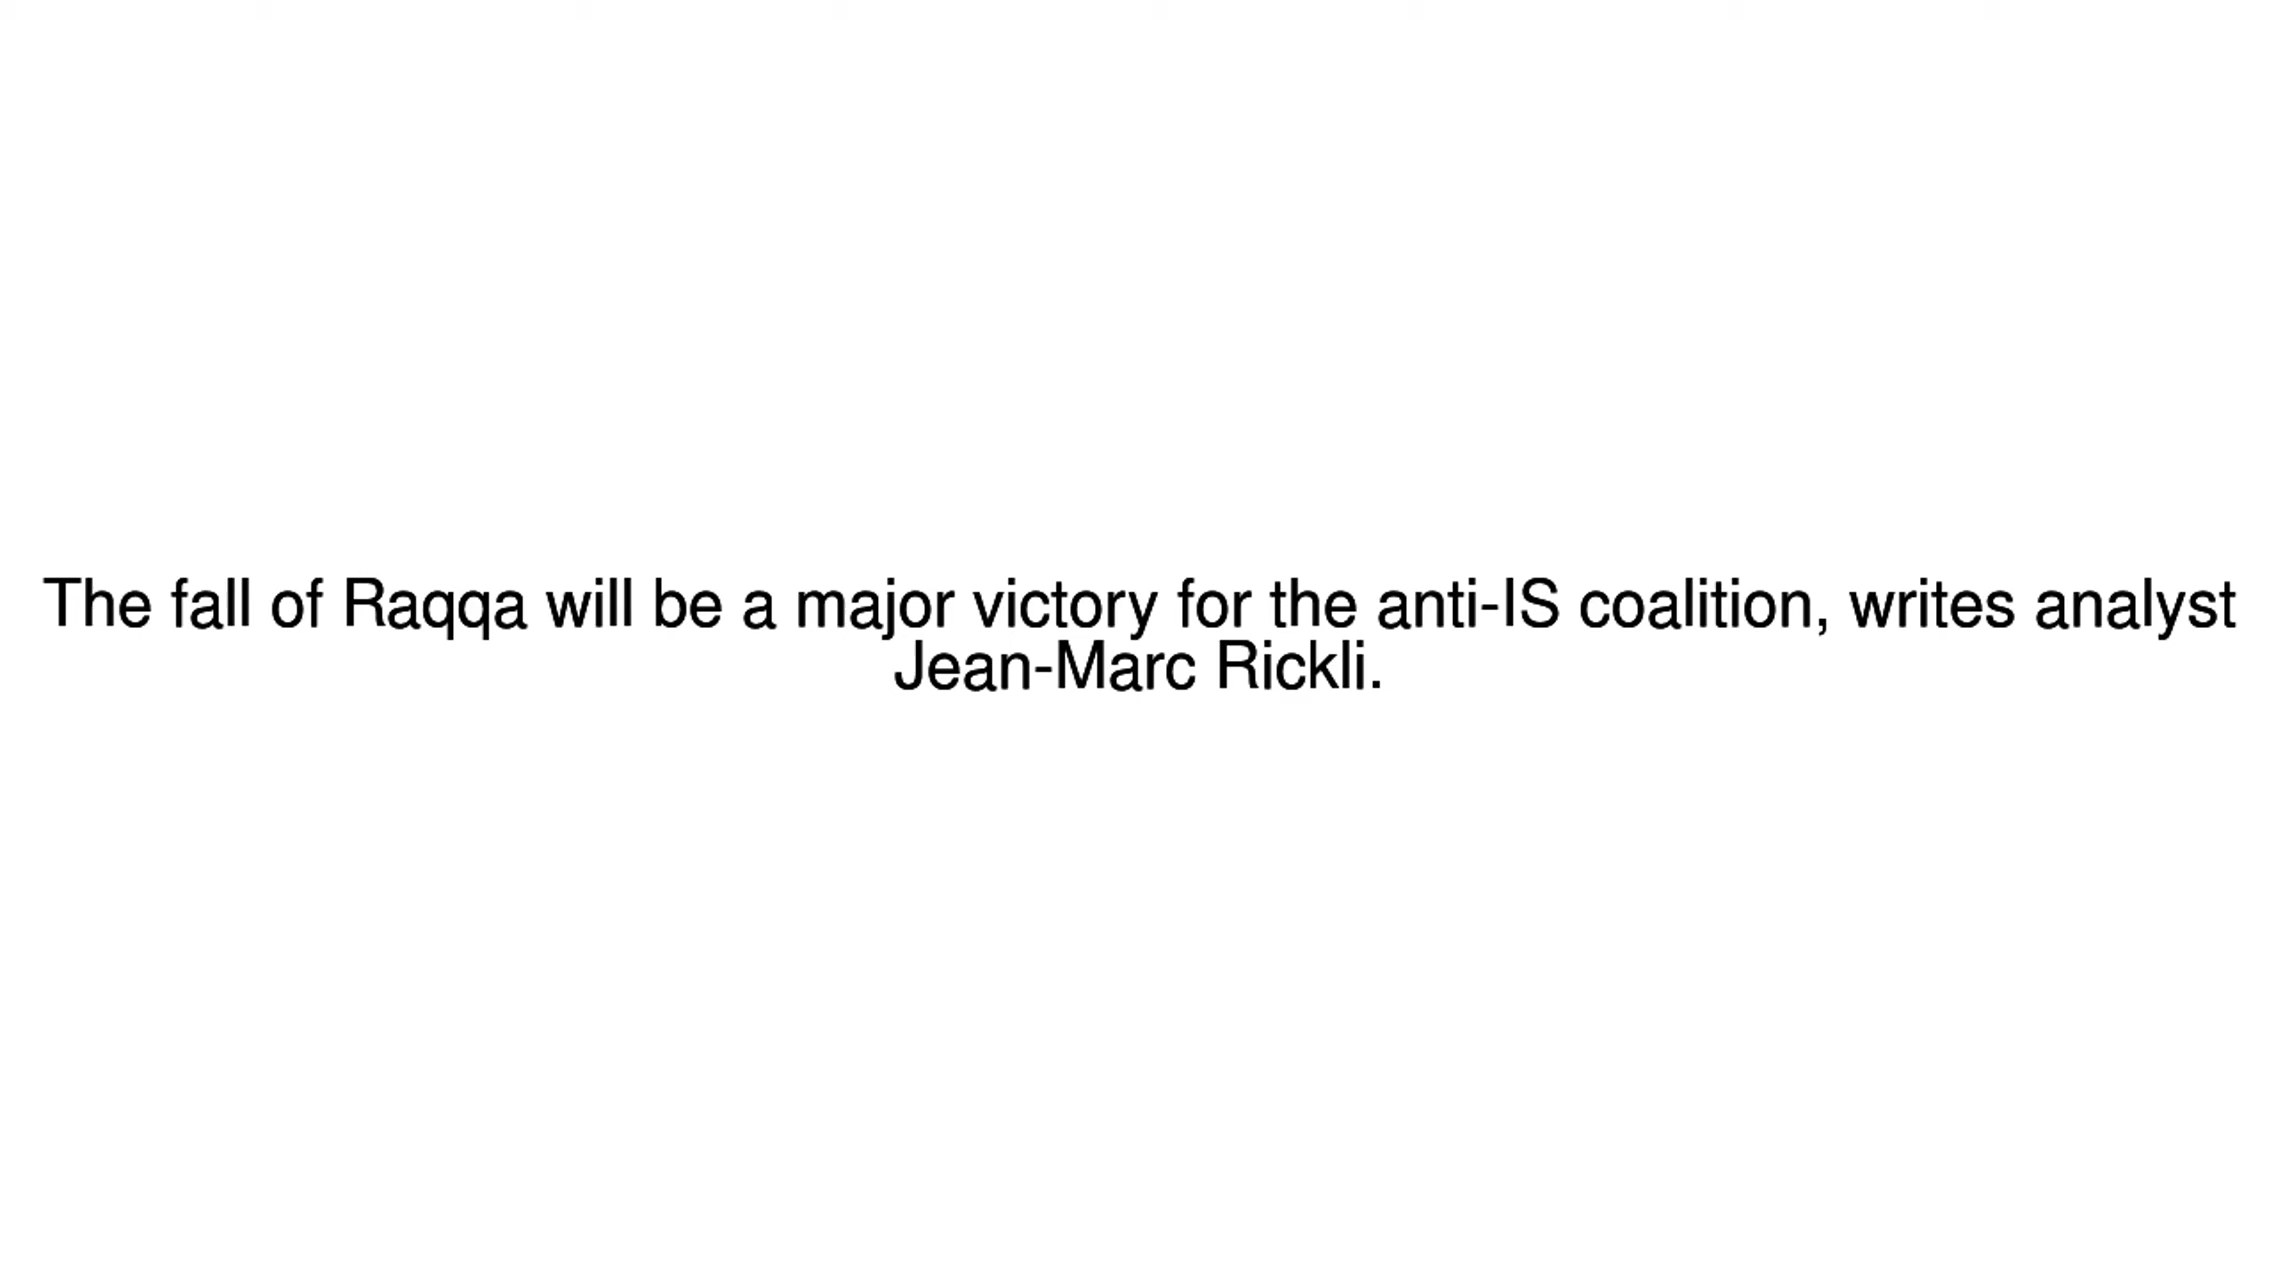 The fall of Raqqa will be a major victory for the anti-IS coalition, writes analyst
Jean-Marc Rickli.